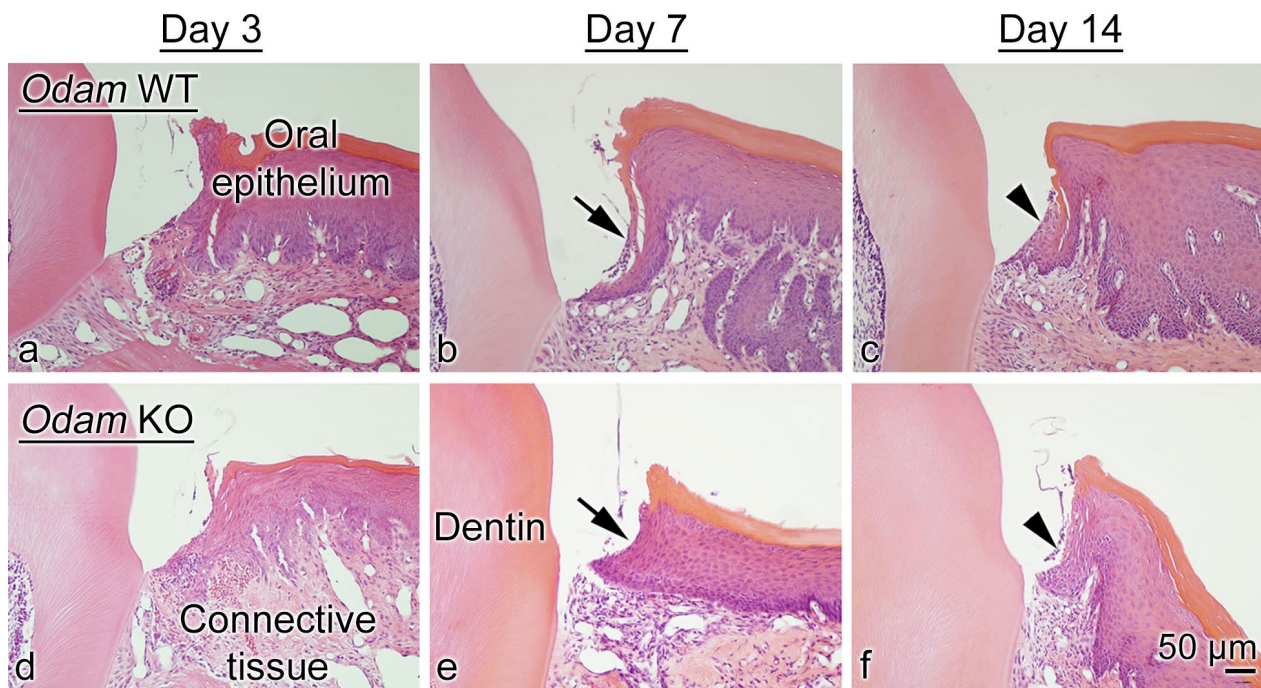 Day 3
Day 7
Day 14
Odam WT
Oral
epithelium
a
b
c
Odam KO
Connective
tissue
Dentin
d
e
f
50 µm